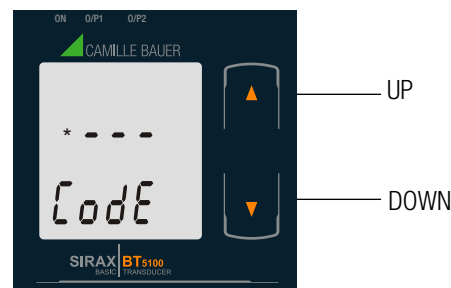 ON O/P1 O/P2
CAMILLE BAUER
UP
* - - -
CodE
DOWN
SIRAX BT5100
BASIC TRANSDUCER